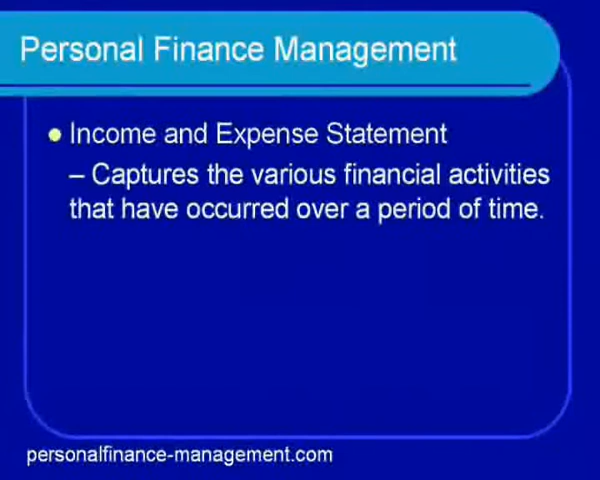 Personal Finance Management
Income and Expense Statement
– Captures the various financial activities
that have occurred over a period of time.
personalfinance-management.com